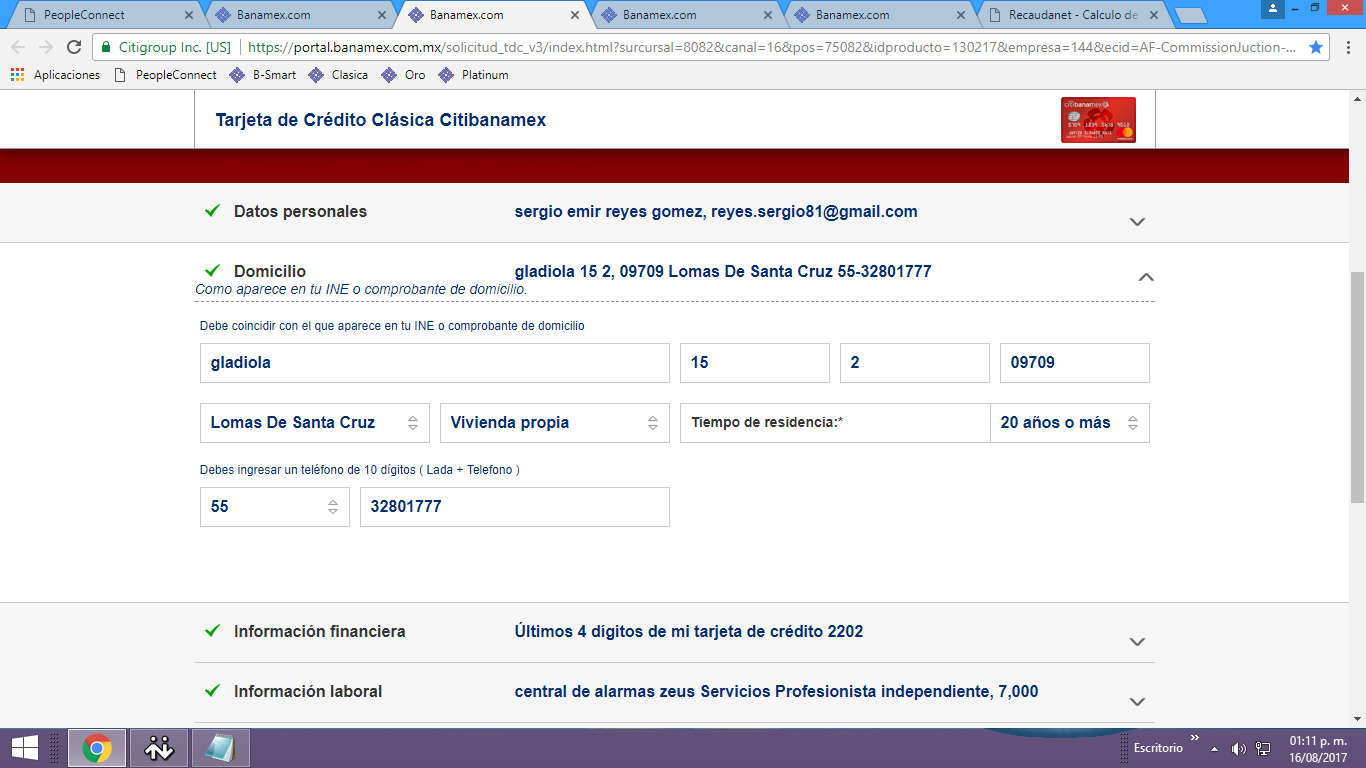 PeopleConnect Banamex.com Banamex.com Banamex.com Banamex.com Recaudanet - Calculo de
Citigroup Inc. [US] https://portal.banamex.com.mx/solicitud_tdc_v3/index.html?surcursal=8082&canal=16&pos=75082&idproducto=130217&empresa=144&ecid=AF-CommissionJuction-...
Aplicaciones PeopleConnect B-Smart Clasica Oro Platinum
Tarjeta de Crédito Clásica Citibanamex
citibanamex
Datos personales sergio emir reyes gomez, reyes.sergio81@gmail.com
Domicilio gladiola 15 2, 09709 Lomas De Santa Cruz 55-32801777
Como aparece en tu INE o comprobante de domicilio.
Debe coincidir con el que aparece en tu INE o comprobante de domicilio
gladiola 15 2 09709
Lomas De Santa Cruz Vivienda propia Tiempo de residencia:* 20 años o más
Debes ingresar un teléfono de 10 dígitos ( Lada + Telefono )
55 32801777
Información financiera Últimos 4 dígitos de mi tarjeta de crédito 2202
Información laboral central de alarmas zeus Servicios Profesionista independiente, 7,000
Escritorio 01:11 p. m.
16/08/2017